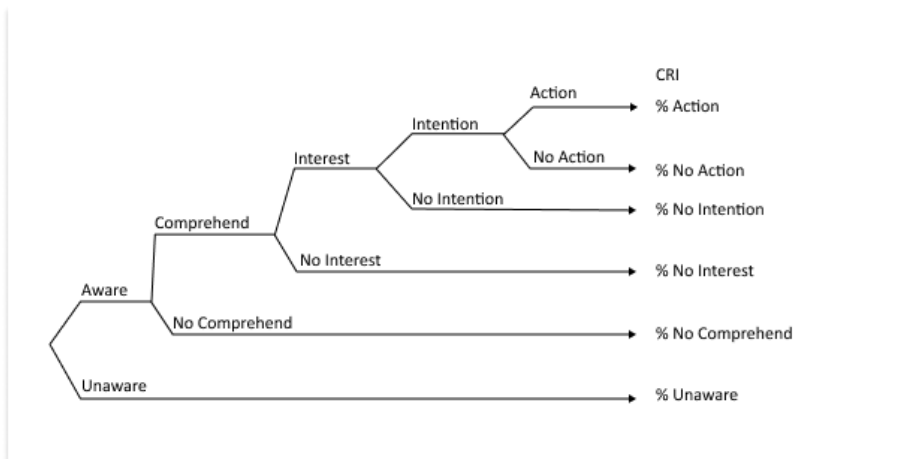 CRI
Action
% Action
Intention
Interest
No Action
% No Action
No Intention
% No Intention
Comprehend
No Interest
% No Interest
Aware
No Comprehend
% No Comprehend
Unaware
% Unaware